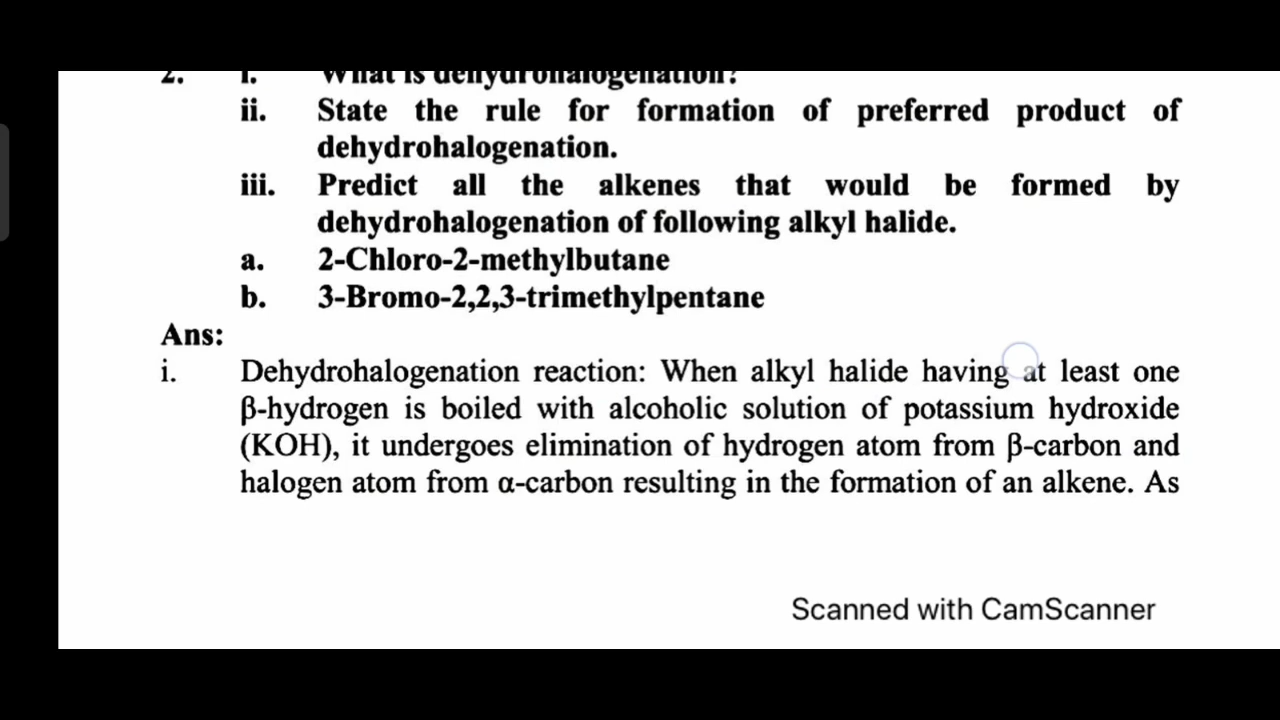 2. i. What is dehydrohalogenation?
ii. State the rule for formation of preferred product of
dehydrohalogenation.
iii. Predict all the alkenes that would be formed by
dehydrohalogenation of following alkyl halide.
a. 2-Chloro-2-methylbutane
b. 3-Bromo-2,2,3-trimethylpentane
Ans:
i. Dehydrohalogenation reaction: When alkyl halide having at least one
β-hydrogen is boiled with alcoholic solution of potassium hydroxide
(KOH), it undergoes elimination of hydrogen atom from β-carbon and
halogen atom from α-carbon resulting in the formation of an alkene. As
Scanned with CamScanner